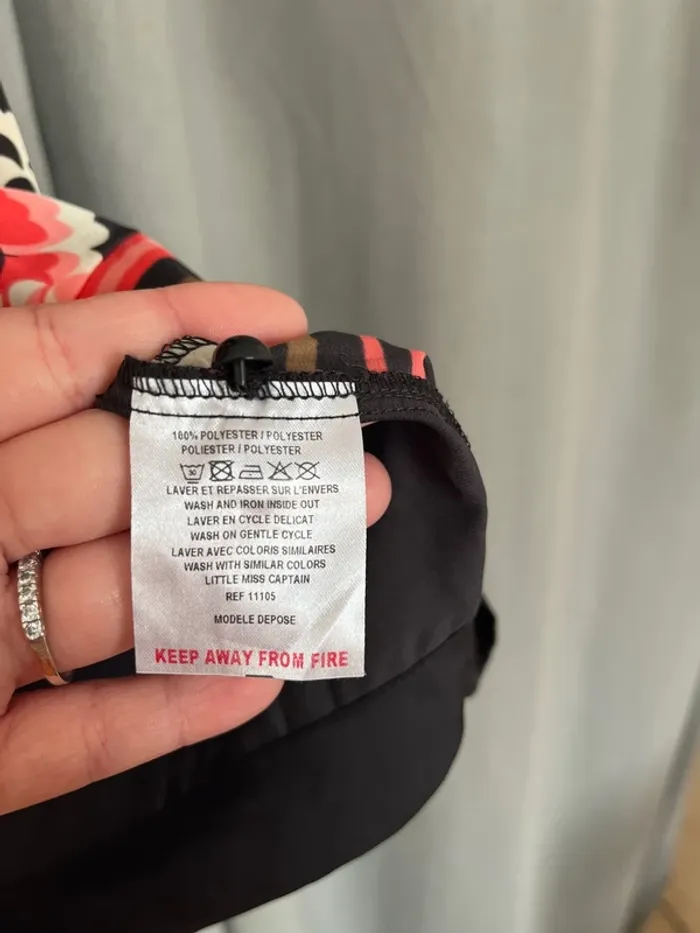 100% POLYESTER / POLYESTER
POLIESTER / POLYESTER
30
LAVER ET REPASSER SUR L'ENVERS
WASH AND IRON INSIDE OUT
LAVER EN CYCLE DELICAT
WASH ON GENTLE CYCLE
LAVER AVEC COLORIS SIMILAIRES
WASH WITH SIMILAR COLORS
LITTLE MISS CAPTAIN
REF 11105
MODELE DEPOSE
KEEP AWAY FROM FIRE